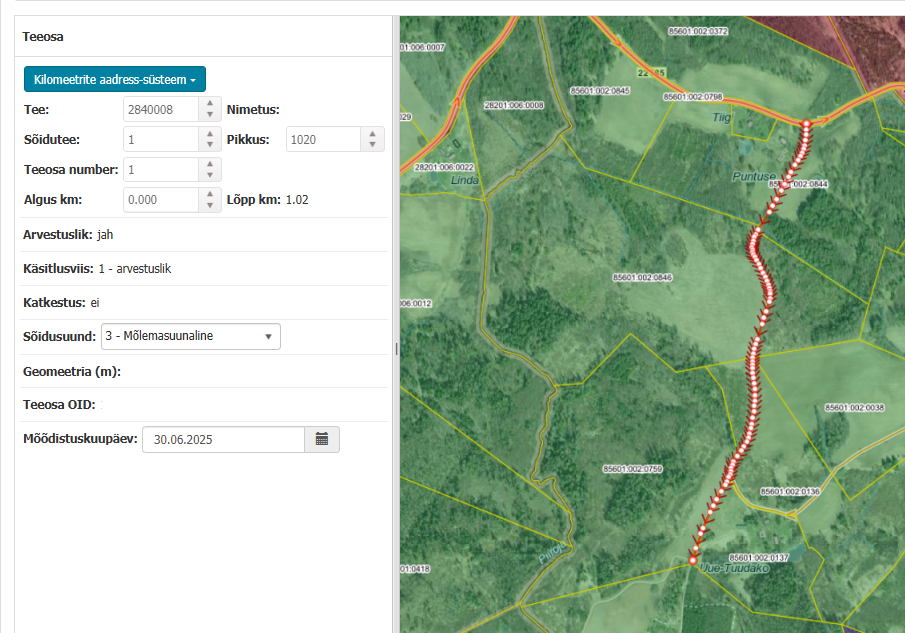 Teeosa
Kilomeetrite aadress-süsteem
Tee: 2840008 Nimetus:
Sõidutee: 1 Pikkus: 1020
Teeosa number: 1
Algus km: 0.000 Lõpp km: 1.02
Arvestuslik: jah
Käsitlusviis: 1 - arvestuslik
Katkestus: ei
Sõidusuund: 3 - Mõlemasuunaline
Geomeetria (m):
Teeosa OID:
Mõõdistuskuupäev: 30.06.2025
85601:002:0372
01:006:0007
85601:002:0845
85601:002:0798
28201:006:0008
Tiig
029
28201:006:0022
Linda
Puntuse
:002:0844
85601:002:0846
006:0012
85601:002:0038
85601:002:0759
85601:002:0136
85601:002:0137
Uue-Tuudako
01:0418